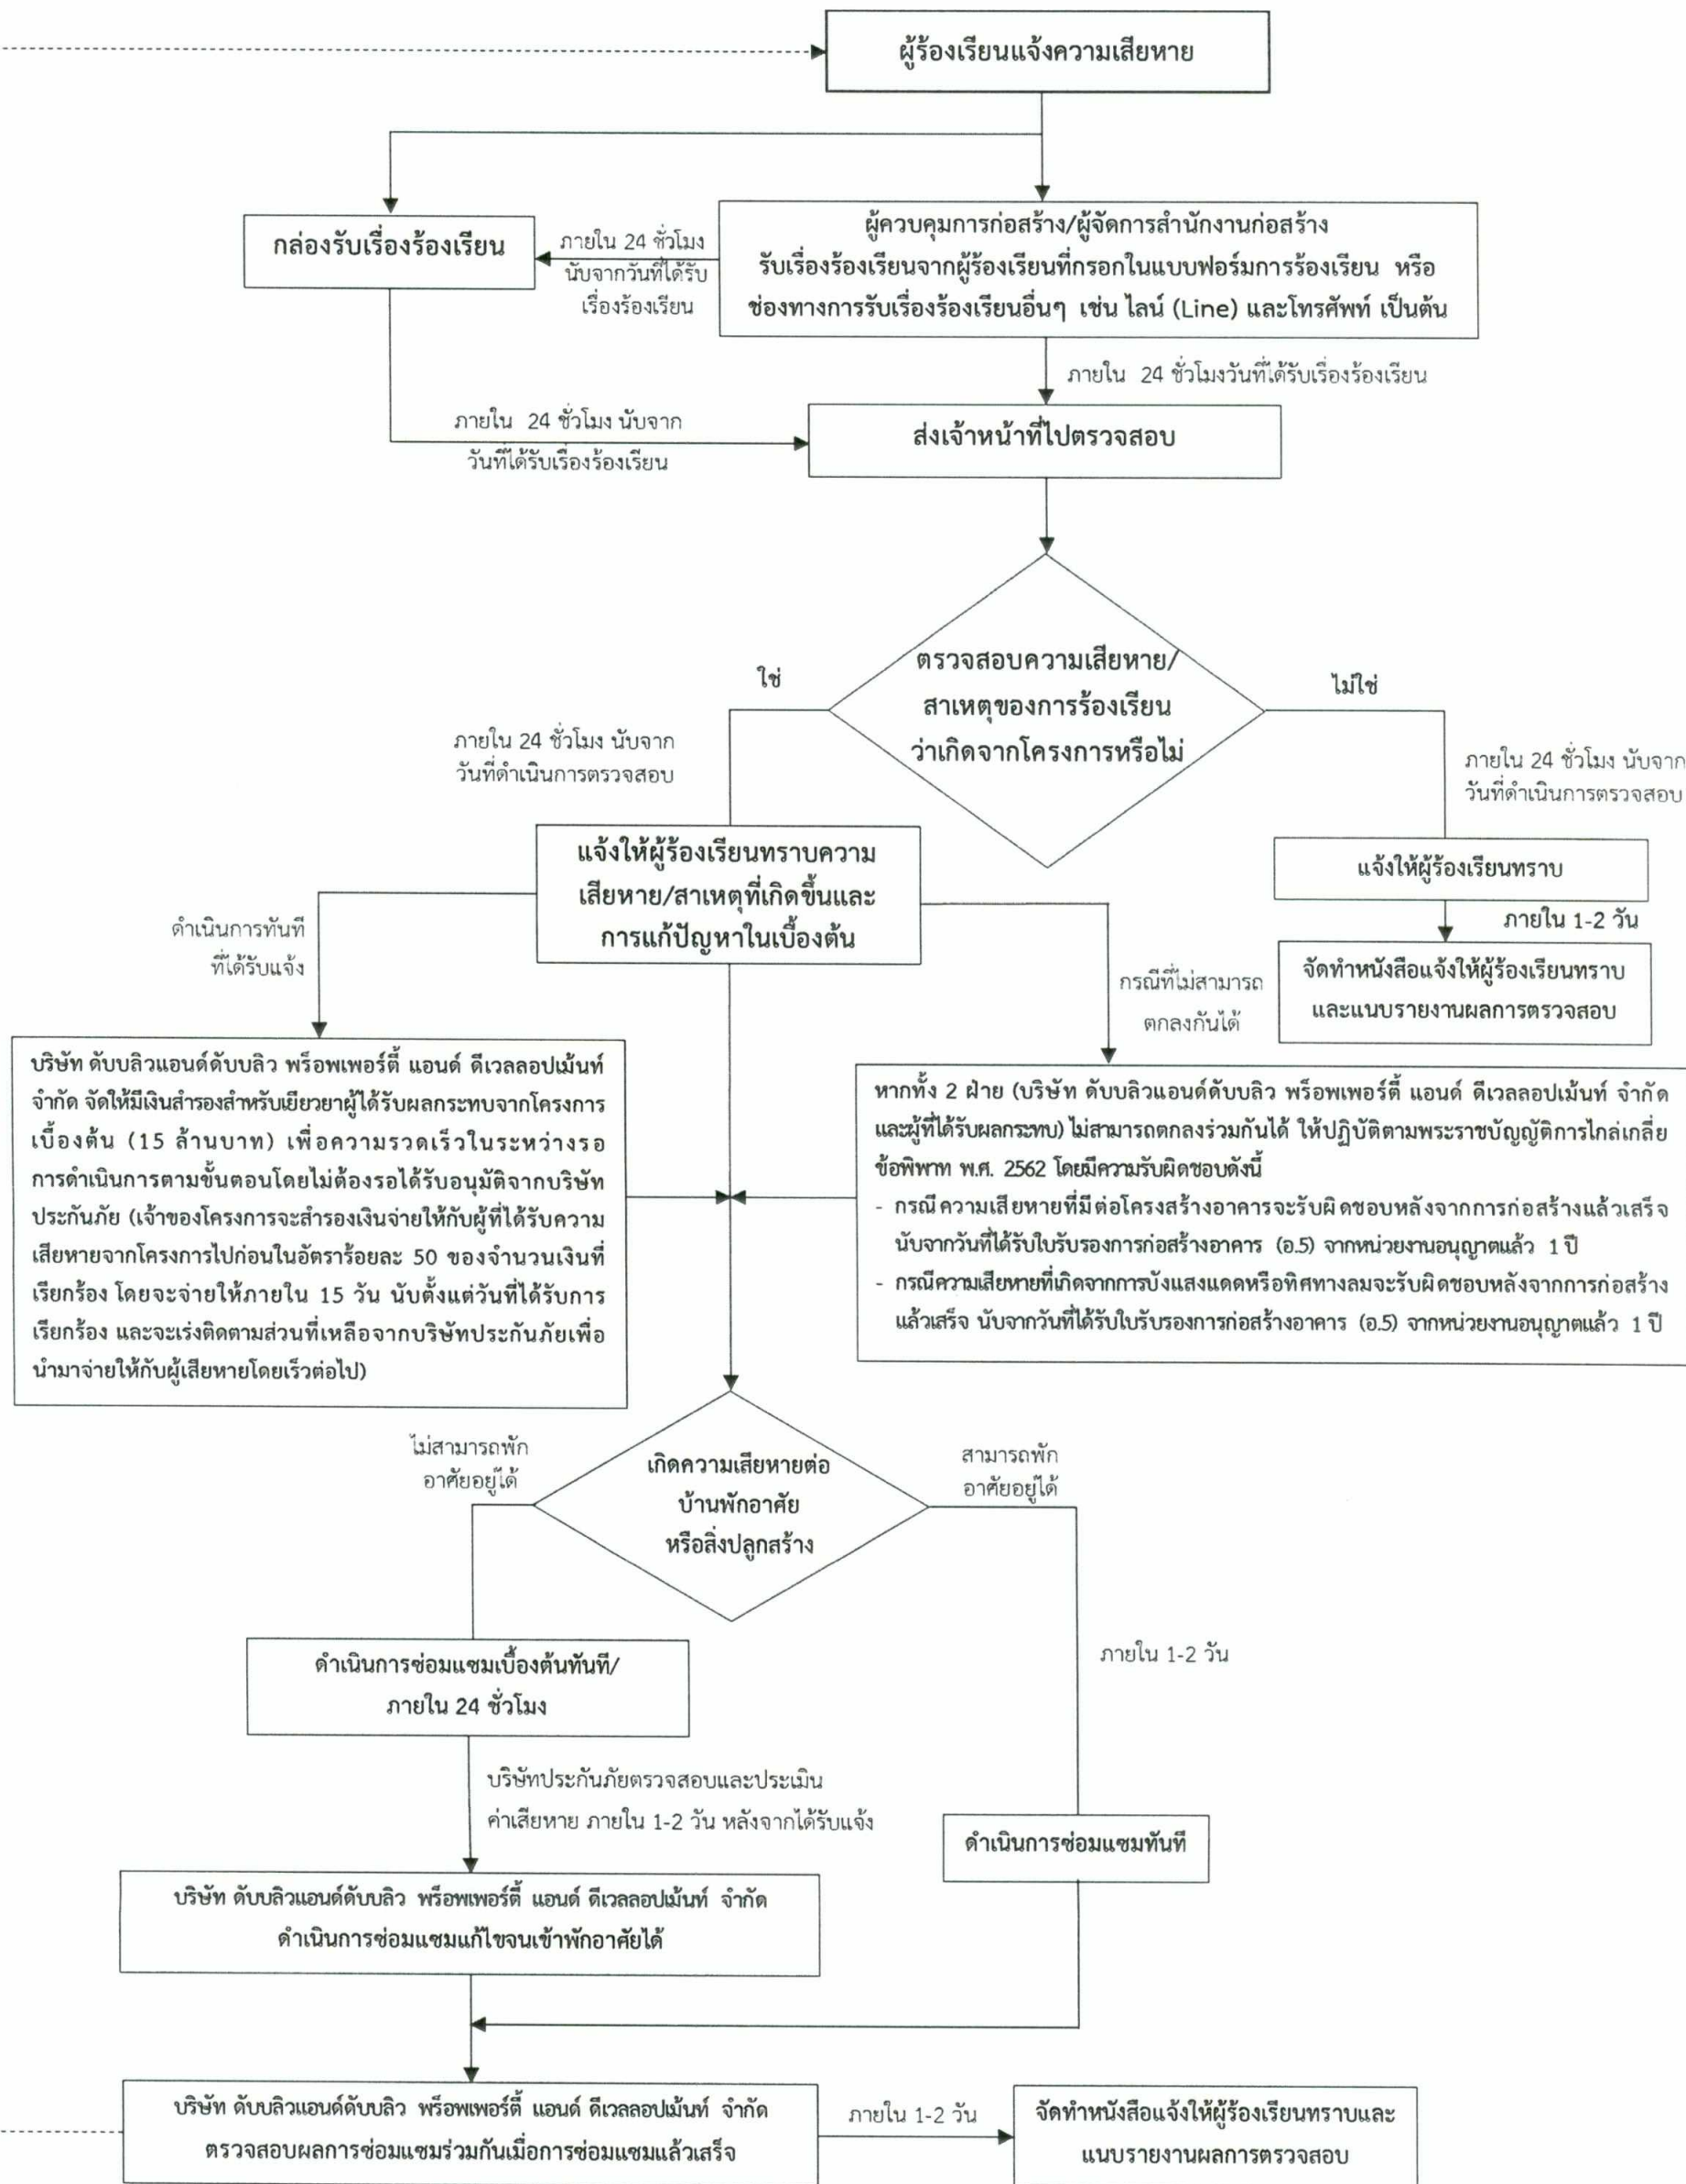 ผู้ร้องเรียนแจ้งความเสียหาย
กล่องรับเรื่องร้องเรียน
ภายใน 24 ชั่วโมง
นับจากวันที่ได้รับ
เรื่องร้องเรียน
ผู้ควบคุมการก่อสร้าง/ผู้จัดการสำนักงานก่อสร้าง
รับเรื่องร้องเรียนจากผู้ร้องเรียนที่กรอกในแบบฟอร์มการร้องเรียน หรือ
ช่องทางการรับเรื่องร้องเรียนอื่นๆ เช่น ไลน์ (Line) และโทรศัพท์ เป็นต้น
ภายใน 24 ชั่วโมงวันที่ได้รับเรื่องร้องเรียน
ภายใน 24 ชั่วโมง นับจาก
วันที่ได้รับเรื่องร้องเรียน
ส่งเจ้าหน้าที่ไปตรวจสอบ
ตรวจสอบความเสียหาย/
สาเหตุของการร้องเรียน
ว่าเกิดจากโครงการหรือไม่
ใช่
ไม่ใช่
ภายใน 24 ชั่วโมง นับจาก
วันที่ดำเนินการตรวจสอบ
ภายใน 24 ชั่วโมง นับจาก
วันที่ดำเนินการตรวจสอบ
แจ้งให้ผู้ร้องเรียนทราบความ
เสียหาย/สาเหตุที่เกิดขึ้นและ
การแก้ปัญหาในเบื้องต้น
แจ้งให้ผู้ร้องเรียนทราบ
ภายใน 1-2 วัน
จัดทำหนังสือแจ้งให้ผู้ร้องเรียนทราบ
และแนบรายงานผลการตรวจสอบ
ดำเนินการทันที
ที่ได้รับแจ้ง
กรณีที่ไม่สามารถ
ตกลงกันได้
บริษัท ดับบลิวแอนด์ดับบลิว พร็อพเพอร์ตี้ แอนด์ ดีเวลลอปเม้นท์
จำกัด จัดให้มีเงินสำรองสำหรับเยียวยาผู้ได้รับผลกระทบจากโครงการ
เบื้องต้น (15 ล้านบาท) เพื่อความรวดเร็วในระหว่างรอ
การดำเนินการตามขั้นตอนโดยไม่ต้องรอได้รับอนุมัติจากบริษัท
ประกันภัย (เจ้าของโครงการจะสำรองเงินจ่ายให้กับผู้ที่ได้รับความ
เสียหายจากโครงการไปก่อนในอัตราร้อยละ 50 ของจำนวนเงินที่
เรียกร้อง โดยจะจ่ายให้ภายใน 15 วัน นับตั้งแต่วันที่ได้รับการ
เรียกร้อง และจะเร่งติดตามส่วนที่เหลือจากบริษัทประกันภัยเพื่อ
นำมาจ่ายให้กับผู้เสียหายโดยเร็วต่อไป)
หากทั้ง 2 ฝ่าย (บริษัท ดับบลิวแอนด์ดับบลิว พร็อพเพอร์ตี้ แอนด์ ดีเวลลอปเม้นท์ จำกัด
และผู้ที่ได้รับผลกระทบ) ไม่สามารถตกลงร่วมกันได้ ให้ปฏิบัติตามพระราชบัญญัติการไกล่เกลี่ย
ข้อพิพาท พ.ศ. 2562 โดยมีความรับผิดชอบดังนี้
- กรณีความเสียหายที่มีต่อโครงสร้างอาคารจะรับผิดชอบหลังจากการก่อสร้างแล้วเสร็จ
นับจากวันที่ได้รับใบรับรองการก่อสร้างอาคาร (อ.5) จากหน่วยงานอนุญาตแล้ว 1 ปี
- กรณีความเสียหายที่เกิดจากการบังแสงแดดหรือทิศทางลมจะรับผิดชอบหลังจากการก่อสร้าง
แล้วเสร็จ นับจากวันที่ได้รับใบรับรองการก่อสร้างอาคาร (อ.5) จากหน่วยงานอนุญาตแล้ว 1 ปี
ไม่สามารถพัก
อาศัยอยู่ได้
เกิดความเสียหายต่อ
บ้านพักอาศัย
หรือสิ่งปลูกสร้าง
สามารถพัก
อาศัยอยู่ได้
ดำเนินการซ่อมแซมเบื้องต้นทันที/
ภายใน 24 ชั่วโมง
ภายใน 1-2 วัน
บริษัทประกันภัยตรวจสอบและประเมิน
ค่าเสียหาย ภายใน 1-2 วัน หลังจากได้รับแจ้ง
ดำเนินการซ่อมแซมทันที
บริษัท ดับบลิวแอนด์ดับบลิว พร็อพเพอร์ตี้ แอนด์ ดีเวลลอปเม้นท์ จำกัด
ดำเนินการซ่อมแซมแก้ไขจนเข้าพักอาศัยได้
บริษัท ดับบลิวแอนด์ดับบลิว พร็อพเพอร์ตี้ แอนด์ ดีเวลลอปเม้นท์ จำกัด
ตรวจสอบผลการซ่อมแซมร่วมกันเมื่อการซ่อมแซมแล้วเสร็จ
ภายใน 1-2 วัน
จัดทำหนังสือแจ้งให้ผู้ร้องเรียนทราบและ
แนบรายงานผลการตรวจสอบ